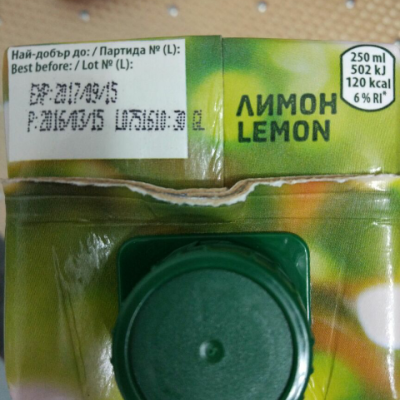 Най-добър до: / Партида № (L):
Best before: / Lot № (L):
EXP: 2017/09/15
P: 2016/03/15 L0751610:30 GL
ЛИМОН
LEMON
250 ml
502 kJ
120 kcal
6 % RI*